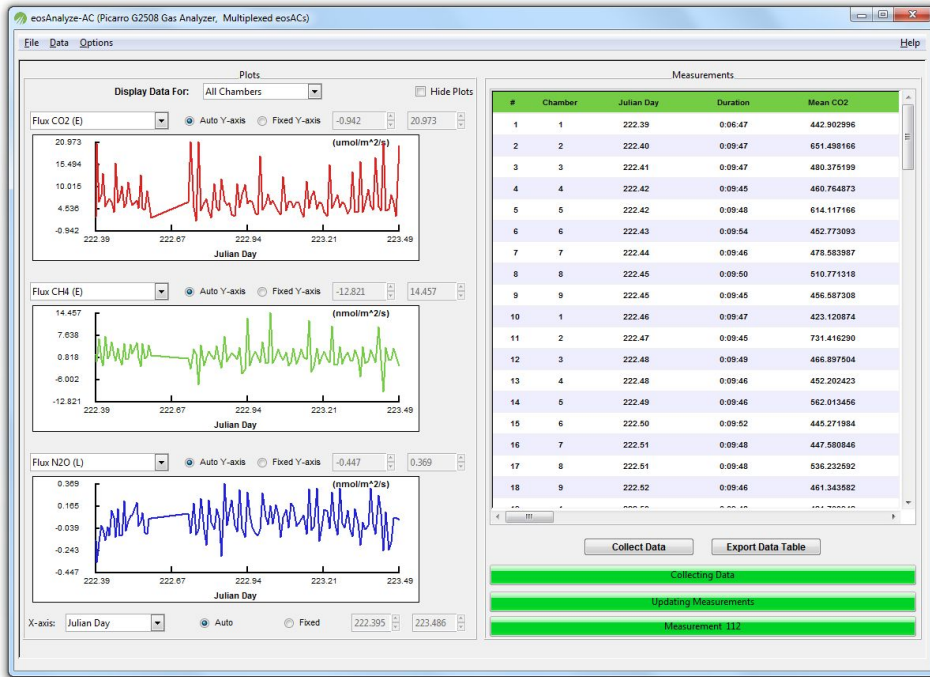 eosAnalyze-AC (Picarro G2508 Gas Analyzer, Multiplexed eosACs)
File Data Options Help
Plots
Display Data For: All Chambers Hide Plots
Flux CO2 (E) Auto Y-axis Fixed Y-axis -0.942 20.973
(umol/m^2/s)
20.973
15.494
10.015
4.536
-0.942
222.39 222.67 222.94 223.21 223.49
Julian Day
Flux CH4 (E) Auto Y-axis Fixed Y-axis -12.821 14.457
(nmol/m^2/s)
14.457
7.638
0.818
-6.002
-12.821
222.39 222.67 222.94 223.21 223.49
Julian Day
Flux N2O (L) Auto Y-axis Fixed Y-axis -0.447 0.369
(nmol/m^2/s)
0.369
0.165
-0.039
-0.243
-0.447
222.39 222.67 222.94 223.21 223.49
Julian Day
X-axis: Julian Day Auto Fixed 222.395 223.486
Measurements
# Chamber Julian Day Duration Mean CO2
1 1 222.39 0:06:47 442.902996
2 2 222.40 0:09:47 651.498166
3 3 222.41 0:09:47 480.375199
4 4 222.42 0:09:45 460.764873
5 5 222.42 0:09:48 614.117166
6 6 222.43 0:09:54 452.773093
7 7 222.44 0:09:46 478.583987
8 8 222.45 0:09:50 510.771318
9 9 222.45 0:09:45 456.587308
10 1 222.46 0:09:47 423.120874
11 2 222.47 0:09:45 731.416290
12 3 222.48 0:09:49 466.897504
13 4 222.48 0:09:46 452.202423
14 5 222.49 0:09:46 562.013456
15 6 222.50 0:09:52 445.271984
16 7 222.51 0:09:48 447.580846
17 8 222.51 0:09:48 536.232592
18 9 222.52 0:09:46 461.343582
Collect Data Export Data Table
Collecting Data
Updating Measurements
Measurement 112